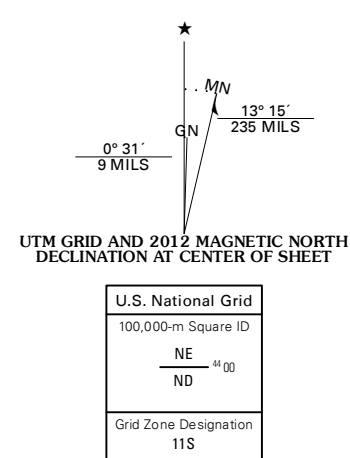 MN
GN
13° 15´
235 MILS
0° 31´
9 MILS
UTM GRID AND 2012 MAGNETIC NORTH
DECLINATION AT CENTER OF SHEET
U.S. National Grid
100,000-m Square ID
NE
44 00
ND
Grid Zone Designation
11S